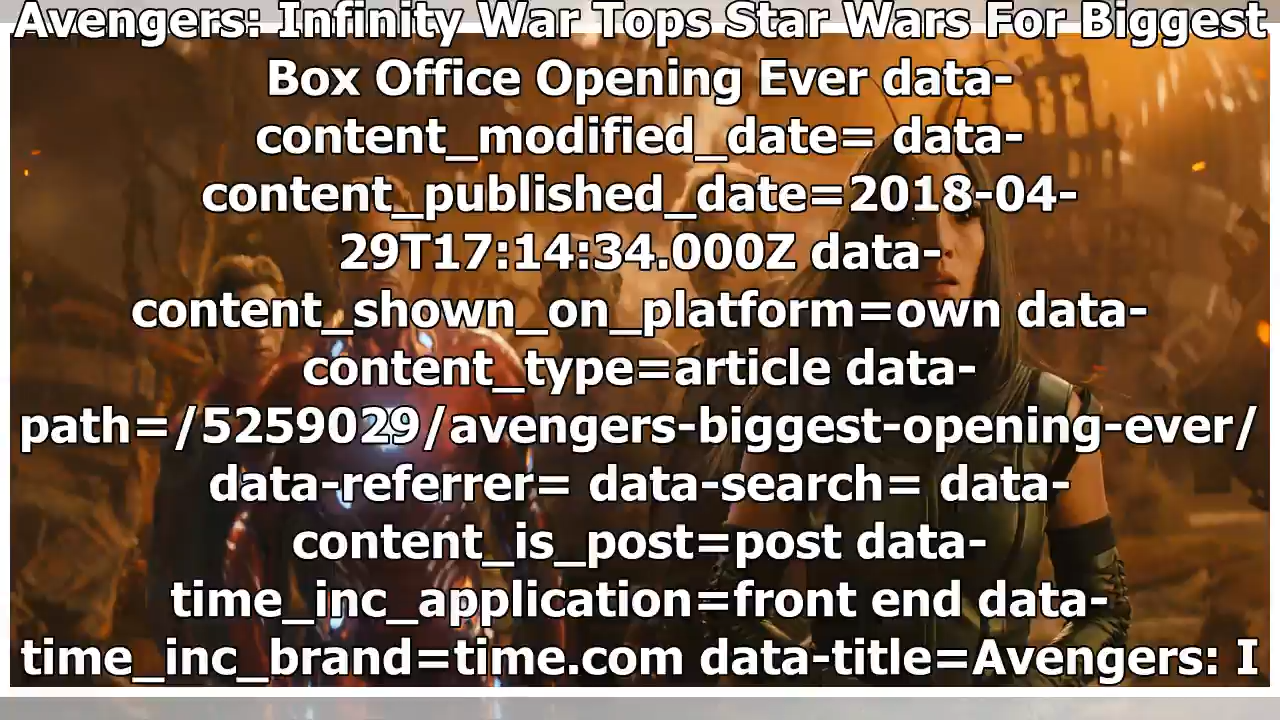 Avengers: Infinity War Tops Star Wars For Biggest
Box Office Opening Ever data-
content_modified_date= data-
content_published_date=2018-04-
29T17:14:34.000Z data-
content_shown_on_platform=own data-
content_type=article data-
path=/5259029/avengers-biggest-opening-ever/
data-referrer= data-search= data-
content_is_post=post data-
time_inc_application=front end data-
time_inc_brand=time.com data-title=Avengers: I